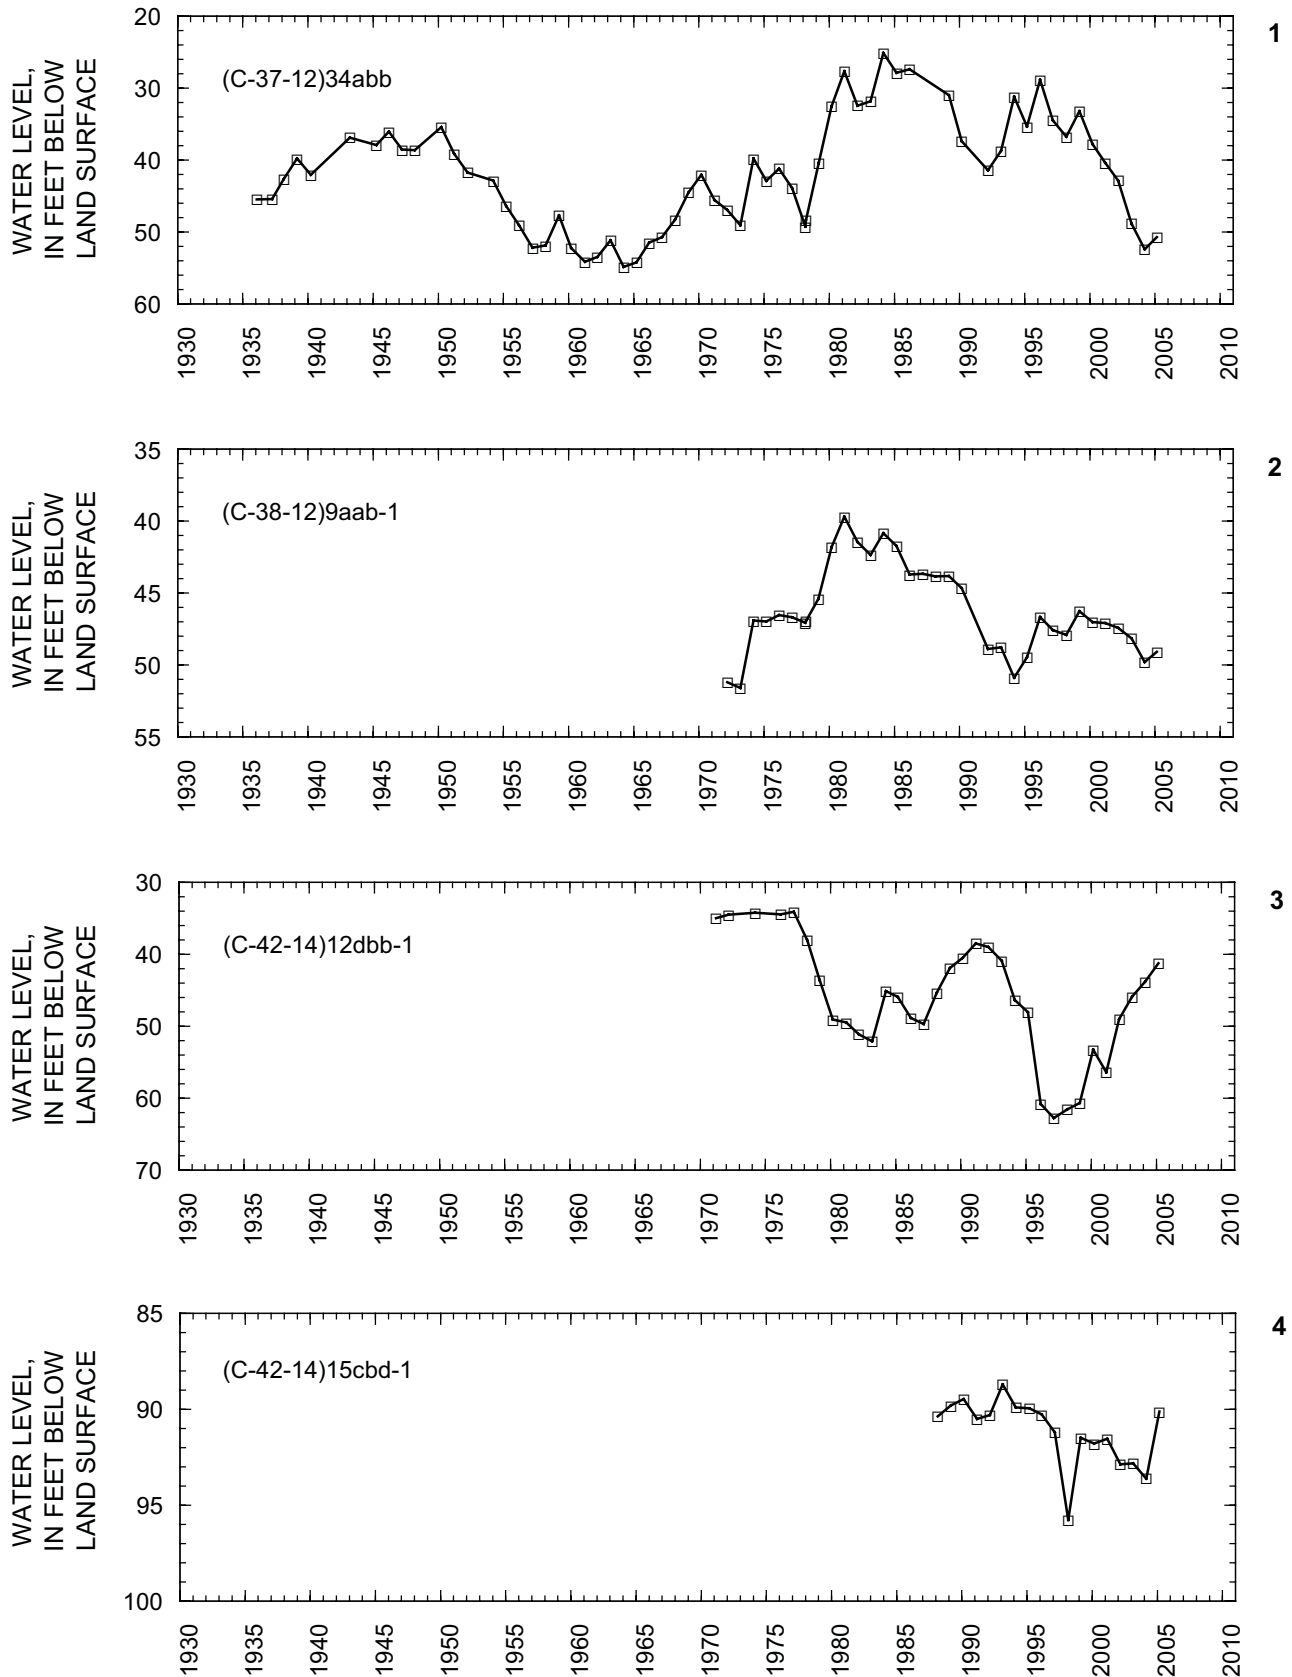 1
WATER LEVEL,
IN FEET BELOW
LAND SURFACE
20
30
40
50
60
(C-37-12)34abb
1930 1935 1940 1945 1950 1955 1960 1965 1970 1975 1980 1985 1990 1995 2000 2005 2010
2
WATER LEVEL,
IN FEET BELOW
LAND SURFACE
35
40
45
50
55
(C-38-12)9aab-1
1930 1935 1940 1945 1950 1955 1960 1965 1970 1975 1980 1985 1990 1995 2000 2005 2010
3
WATER LEVEL,
IN FEET BELOW
LAND SURFACE
30
40
50
60
70
(C-42-14)12dbb-1
1930 1935 1940 1945 1950 1955 1960 1965 1970 1975 1980 1985 1990 1995 2000 2005 2010
4
WATER LEVEL,
IN FEET BELOW
LAND SURFACE
85
90
95
100
(C-42-14)15cbd-1
1930 1935 1940 1945 1950 1955 1960 1965 1970 1975 1980 1985 1990 1995 2000 2005 2010